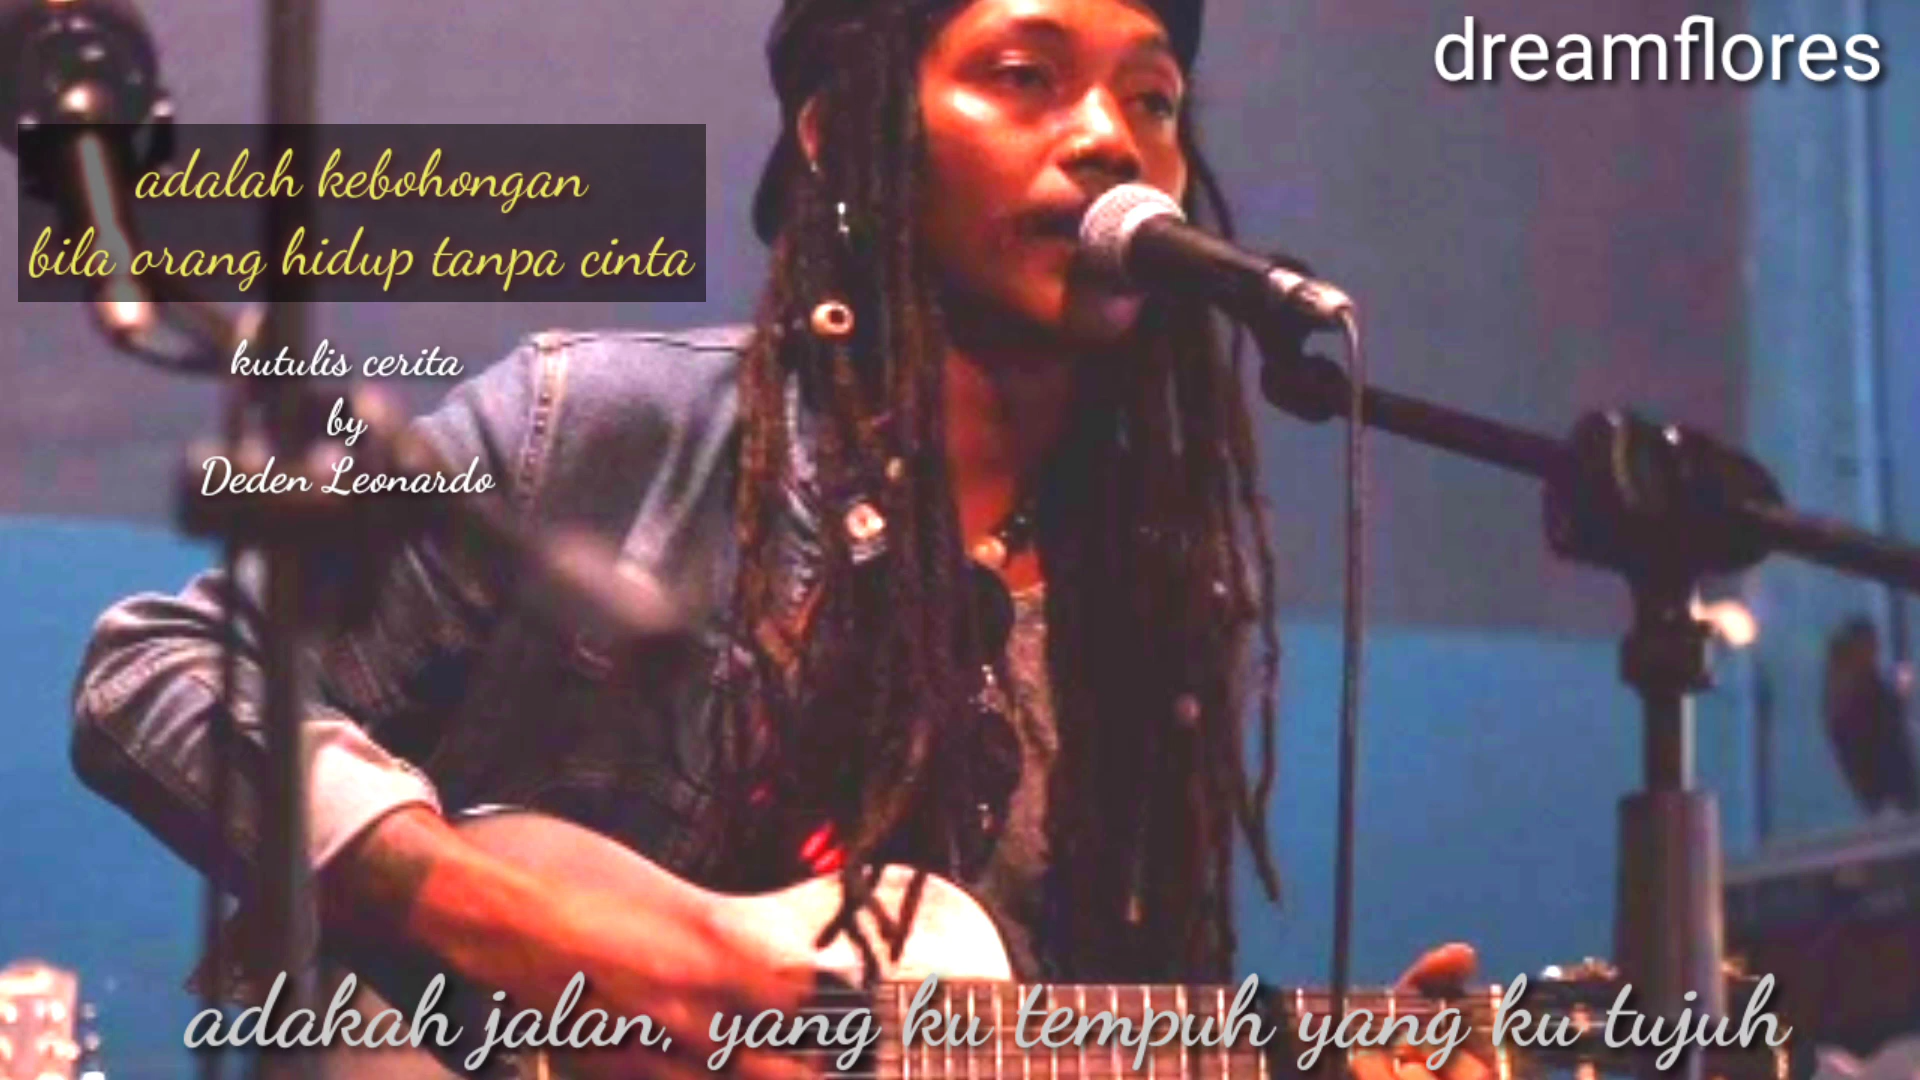 dreamflores
adalah kebohongan
bila orang hidup tanpa cinta
kutulis cerita
by
Deden Leonardo
adakah jalan, yang ku tempuh yang ku tujuh